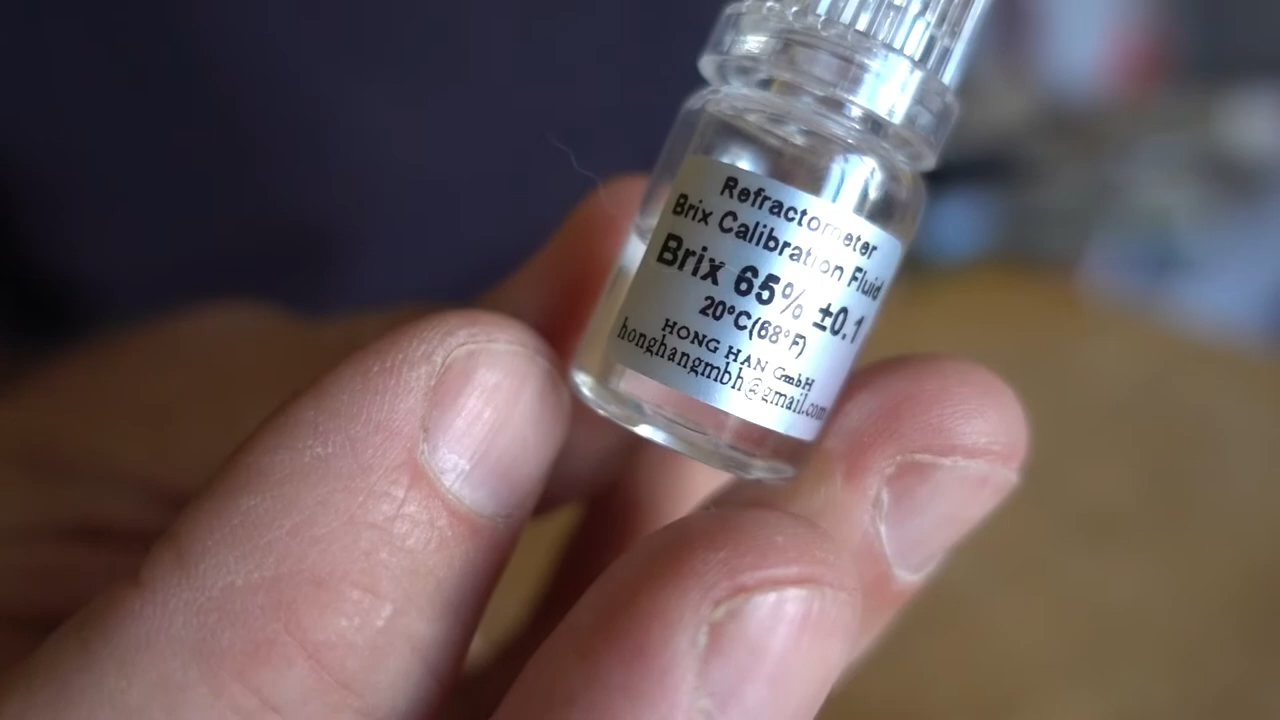 Refractometer
Brix Calibration Fluid
Brix 65% ±0.1
20°C(68°F)
HONG HAN GmbH
honghangmbh@gmail.com